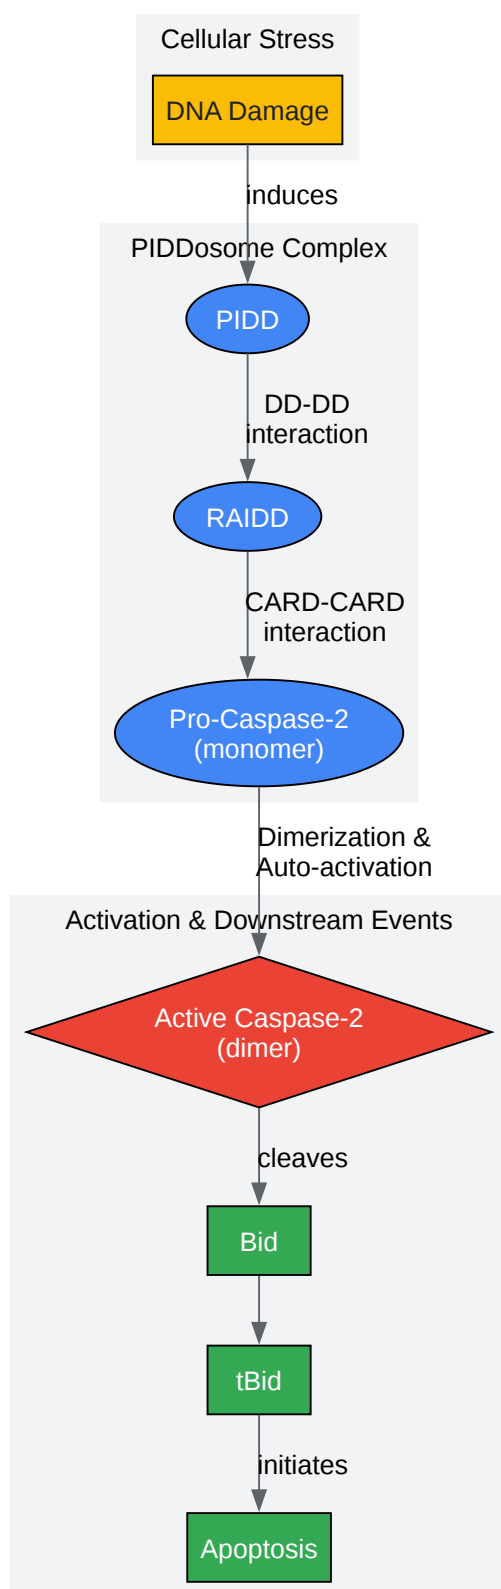 Cellular Stress
DNA Damage
induces
PIDDosome Complex
PIDD
DD-DD
interaction
RAIDD
CARD-CARD
interaction
Pro-Caspase-2
(monomer)
Dimerization &
Auto-activation
Activation & Downstream Events
Active Caspase-2
(dimer)
cleaves
Bid
tBid
initiates
Apoptosis